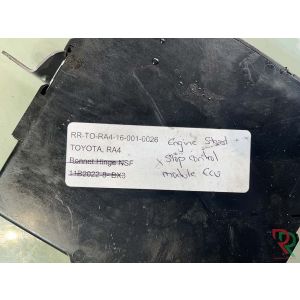 RR-TO-RA4-16-001-0026
TOYOTA, RA4
Bonnet Hinge NSF
11B2022-8-BX3
Engine Start
stop control
module ECU